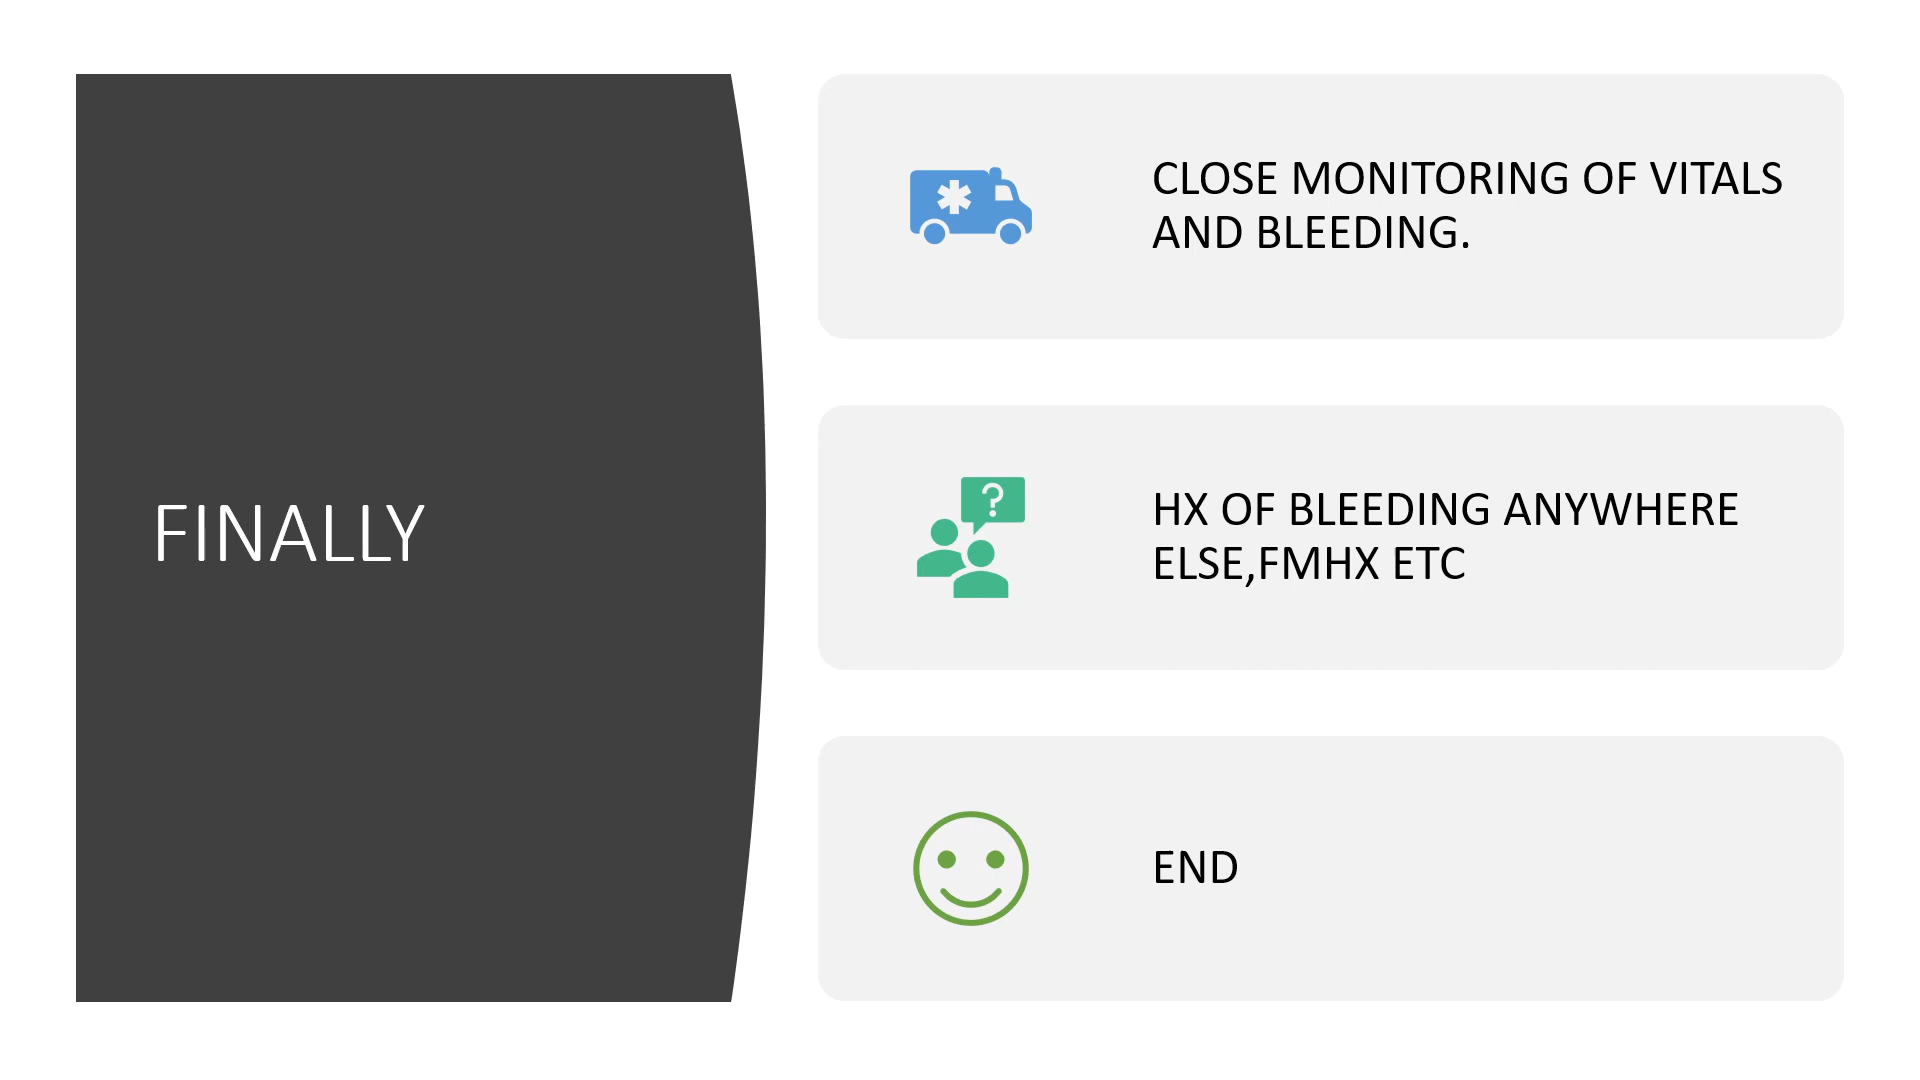 FINALLY
CLOSE MONITORING OF VITALS
AND BLEEDING.
HX OF BLEEDING ANYWHERE
ELSE,FMHX ETC
END